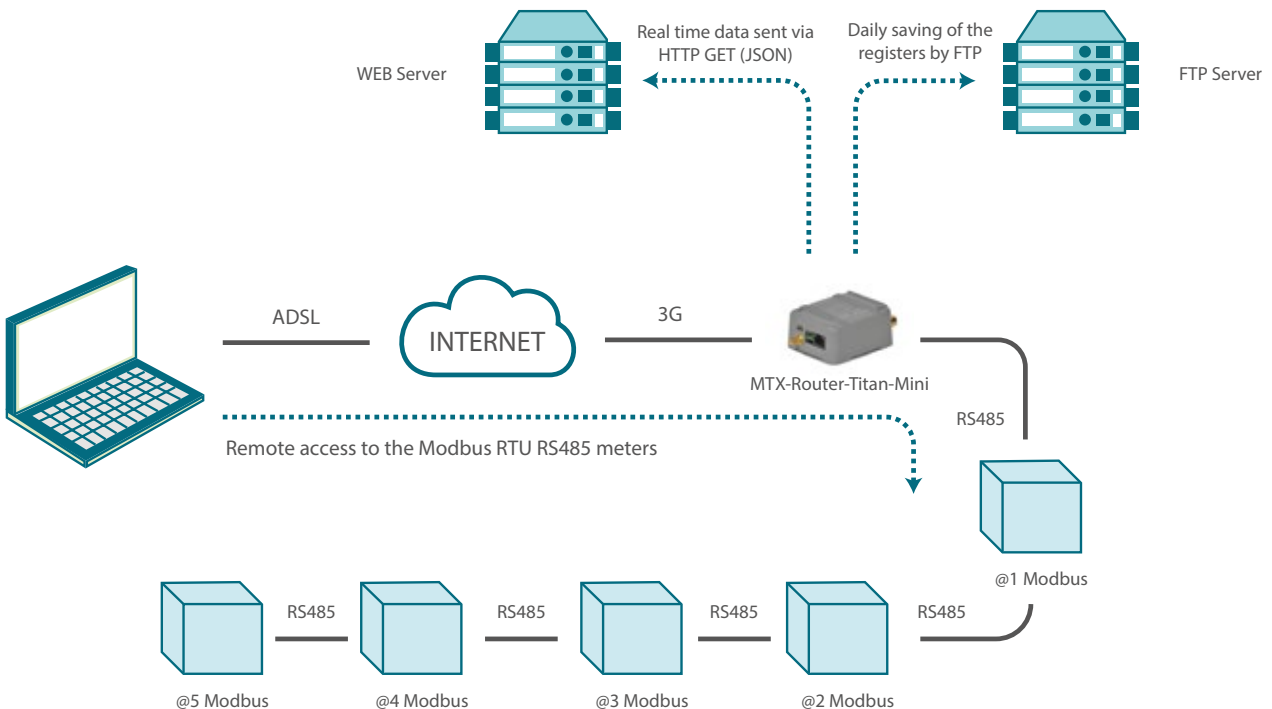 Real time data sent via
HTTP GET (JSON)
Daily saving of the
registers by FTP
WEB Server
FTP Server
ADSL
INTERNET
3G
MTX-Router-Titan-Mini
RS485
Remote access to the Modbus RTU RS485 meters
@1 Modbus
RS485
RS485
RS485
RS485
@5 Modbus
@4 Modbus
@3 Modbus
@2 Modbus